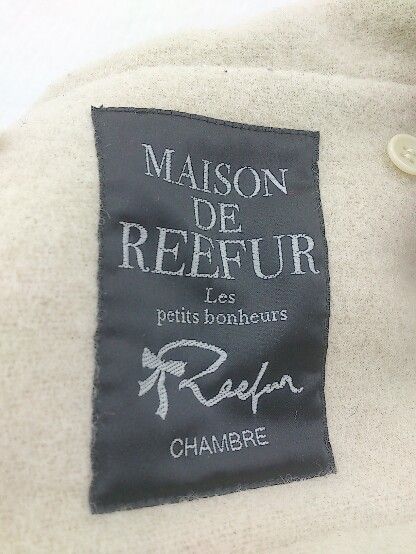 MAISON
DE
REEFUR
Les
petits bonheurs
Reefur
CHAMBRE